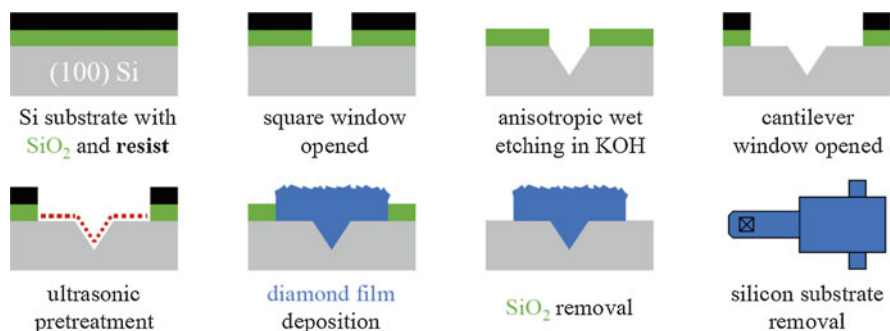 (100) Si
Si substrate with
SiO₂ and resist
square window
opened
anisotropic wet
etching in KOH
cantilever
window opened
ultrasonic
pretreatment
diamond film
deposition
SiO₂ removal
silicon substrate
removal